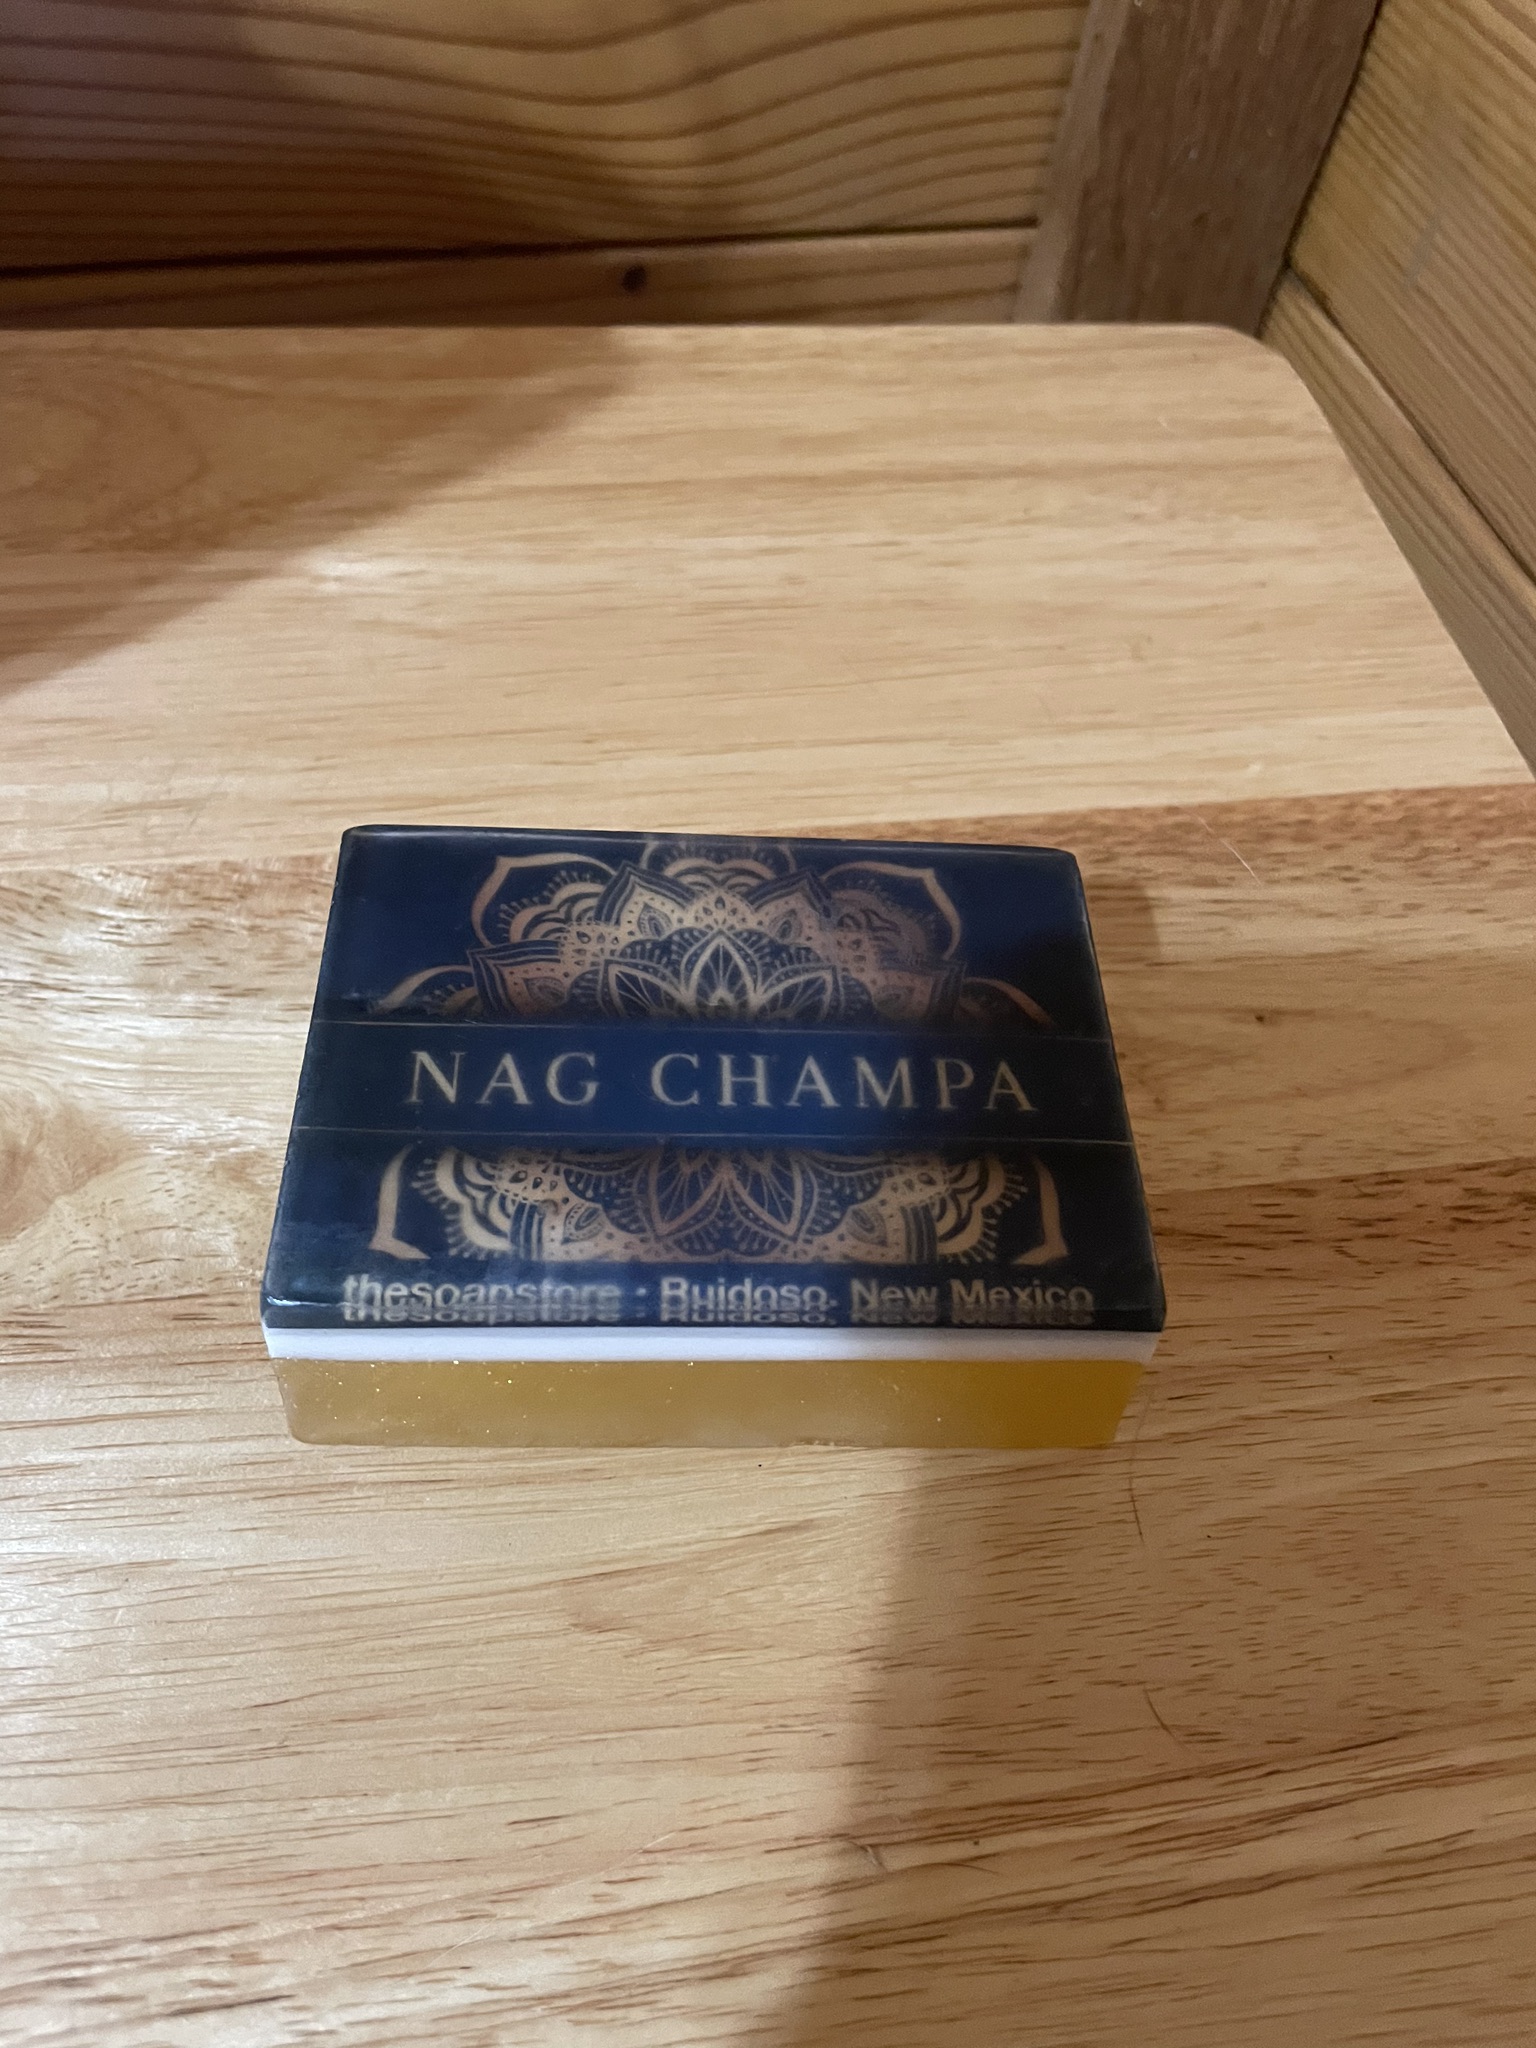 NAG CHAMPA
thesoapstore · Ruidoso, New Mexico